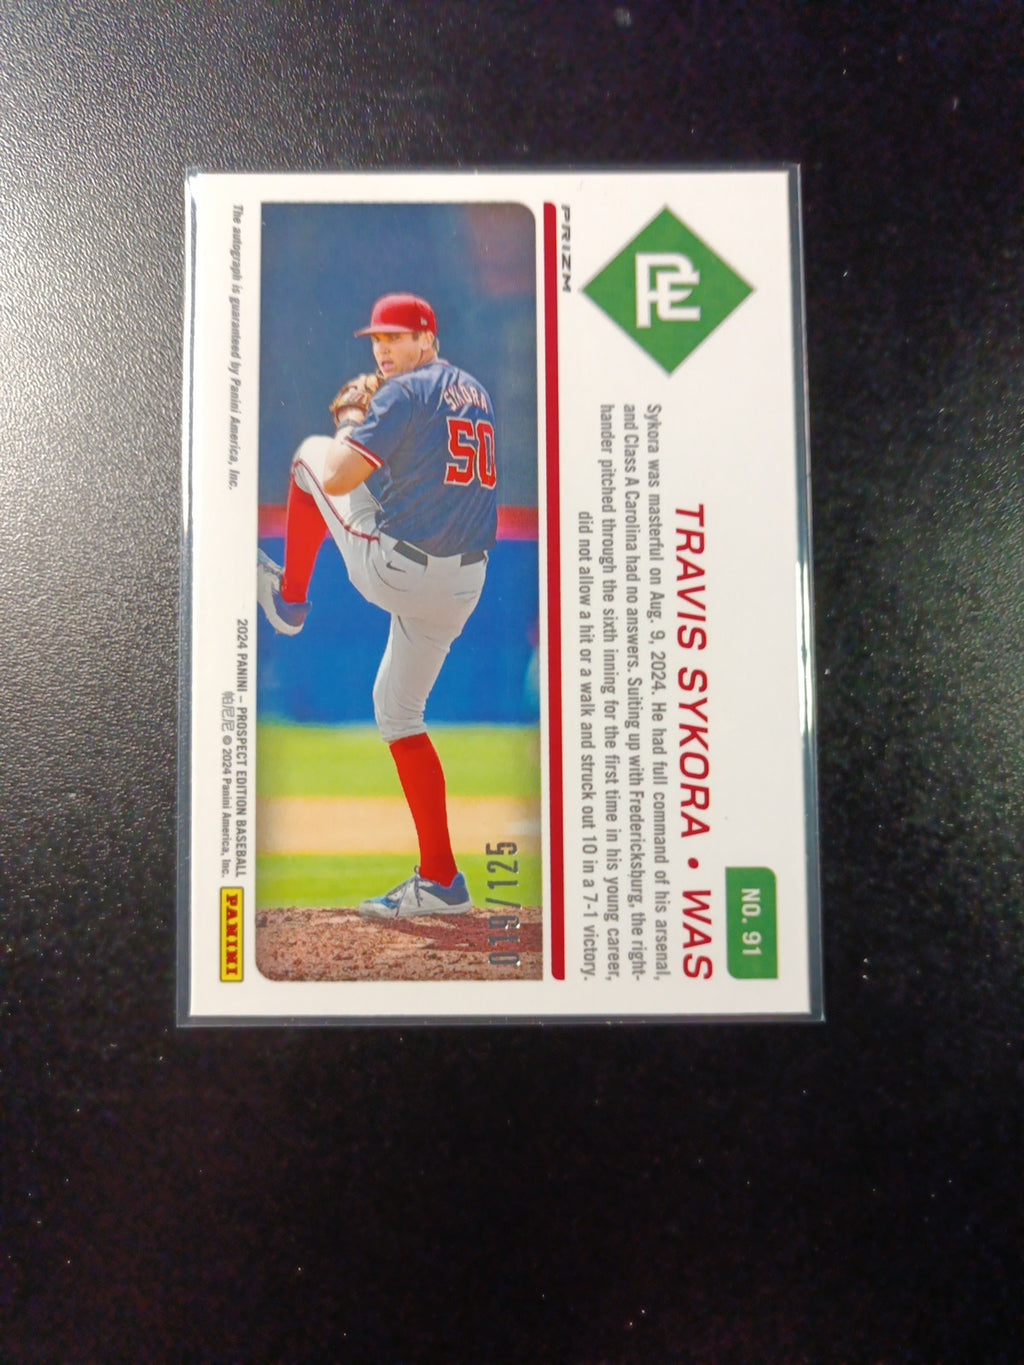 NO. 91
TRAVIS SYKORA • WAS
Sykora was masterful on Aug. 9, 2024. He had full command of his arsenal,
and Class A Carolina had no answers. Suiting up with Fredericksburg, the right-
hander pitched through the sixth inning for the first time in his young career,
did not allow a hit or a walk and struck out 10 in a 7-1 victory.
PRIZM
SYKORA
50
019/125
2024 PANINI – PROSPECT EDITION BASEBALL
帕尼尼 © 2024 Panini America, Inc.
PANINI
The autograph is guaranteed by Panini America, Inc.